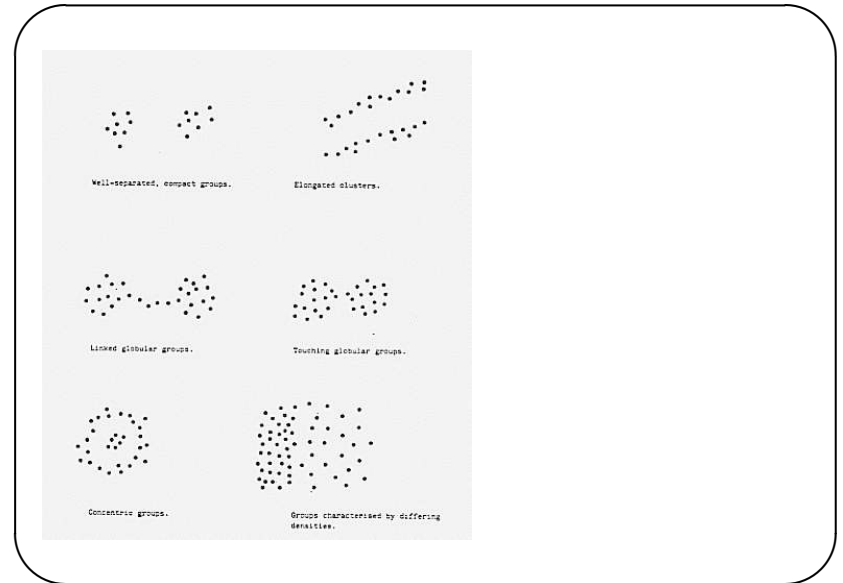 Well-separated, compact groups.
Elongated clusters.
Linked globular groups.
Touching globular groups.
Concentric groups.
Groups characterised by differing
densities.